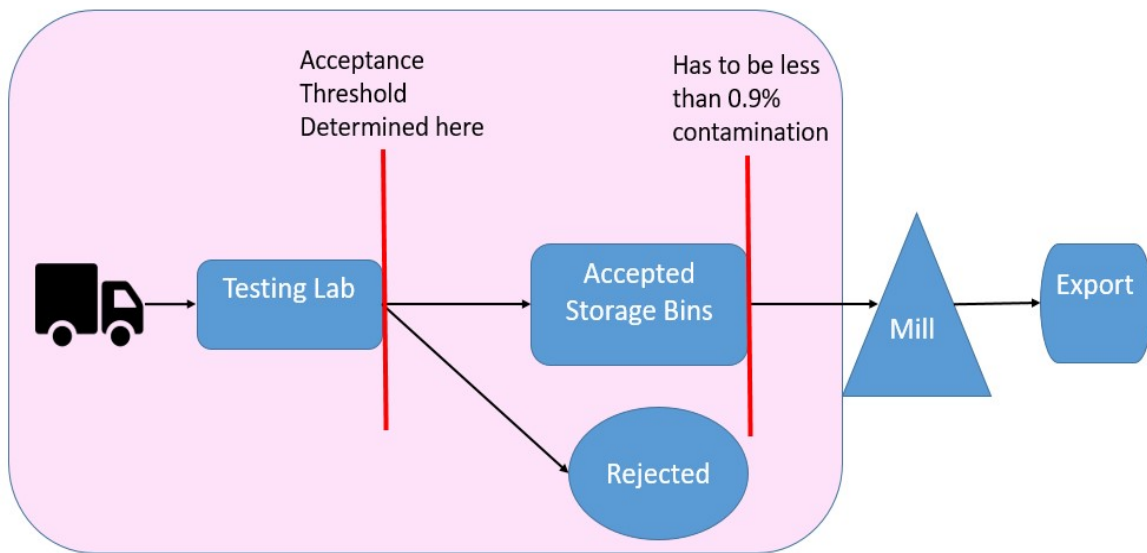 Acceptance
Threshold
Determined here
Has to be less
than 0.9%
contamination
Testing Lab
Accepted
Storage Bins
Mill
Export
Rejected